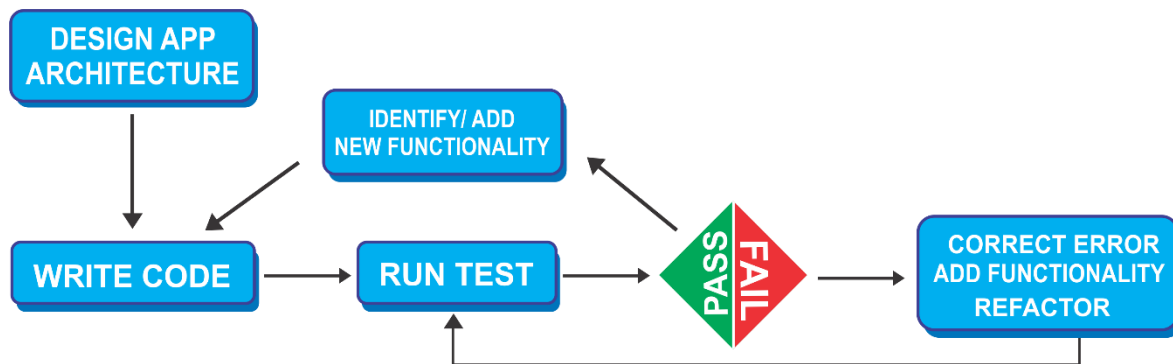 DESIGN APP
ARCHITECTURE
IDENTIFY/ ADD
NEW FUNCTIONALITY
WRITE CODE
RUN TEST
PASS
FAIL
CORRECT ERROR
ADD FUNCTIONALITY
REFACTOR